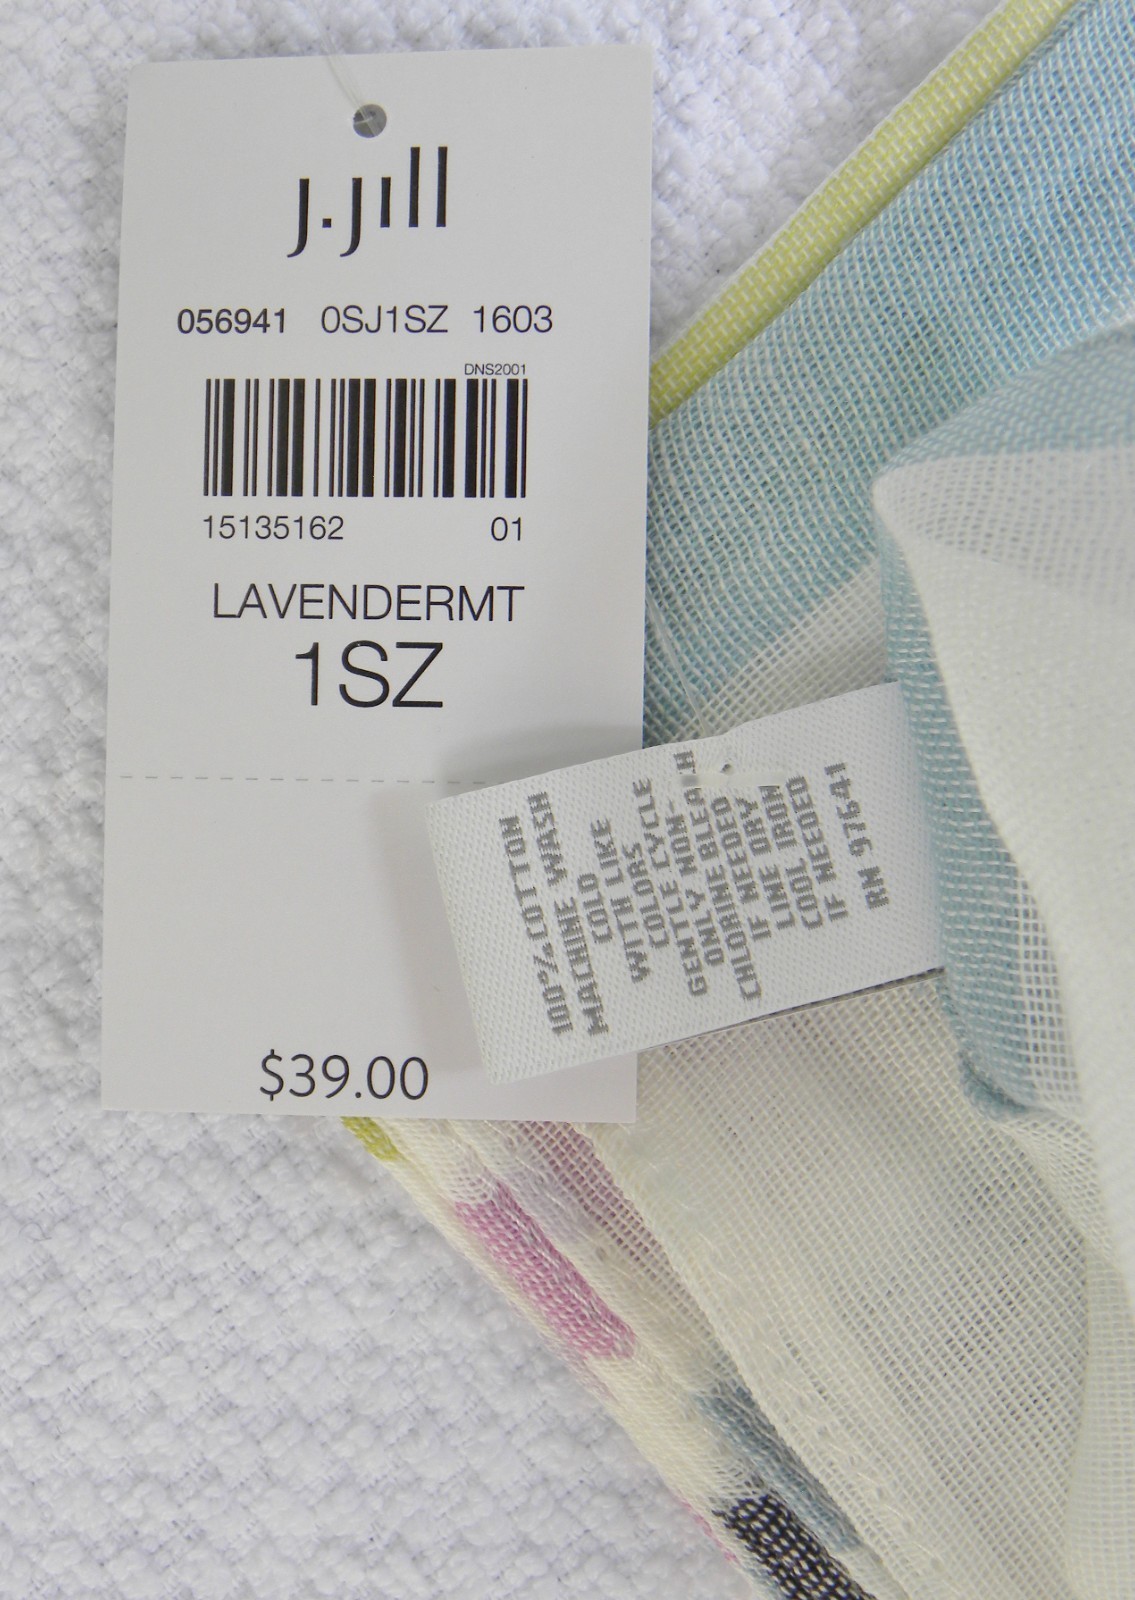 J.Jill
056941 0SJ1SZ 1603
DNS2001
15135162 01
LAVENDERMT
1SZ
$39.00
100% COTTON
MACHINE WASH
COLD
WITH LIKE
COLORS
GENTLE CYCLE
ONLY NON-
CHLORINE BLEACH
IF NEEDED
LINE DRY
COOL IRON
IF NEEDED
RN 97641